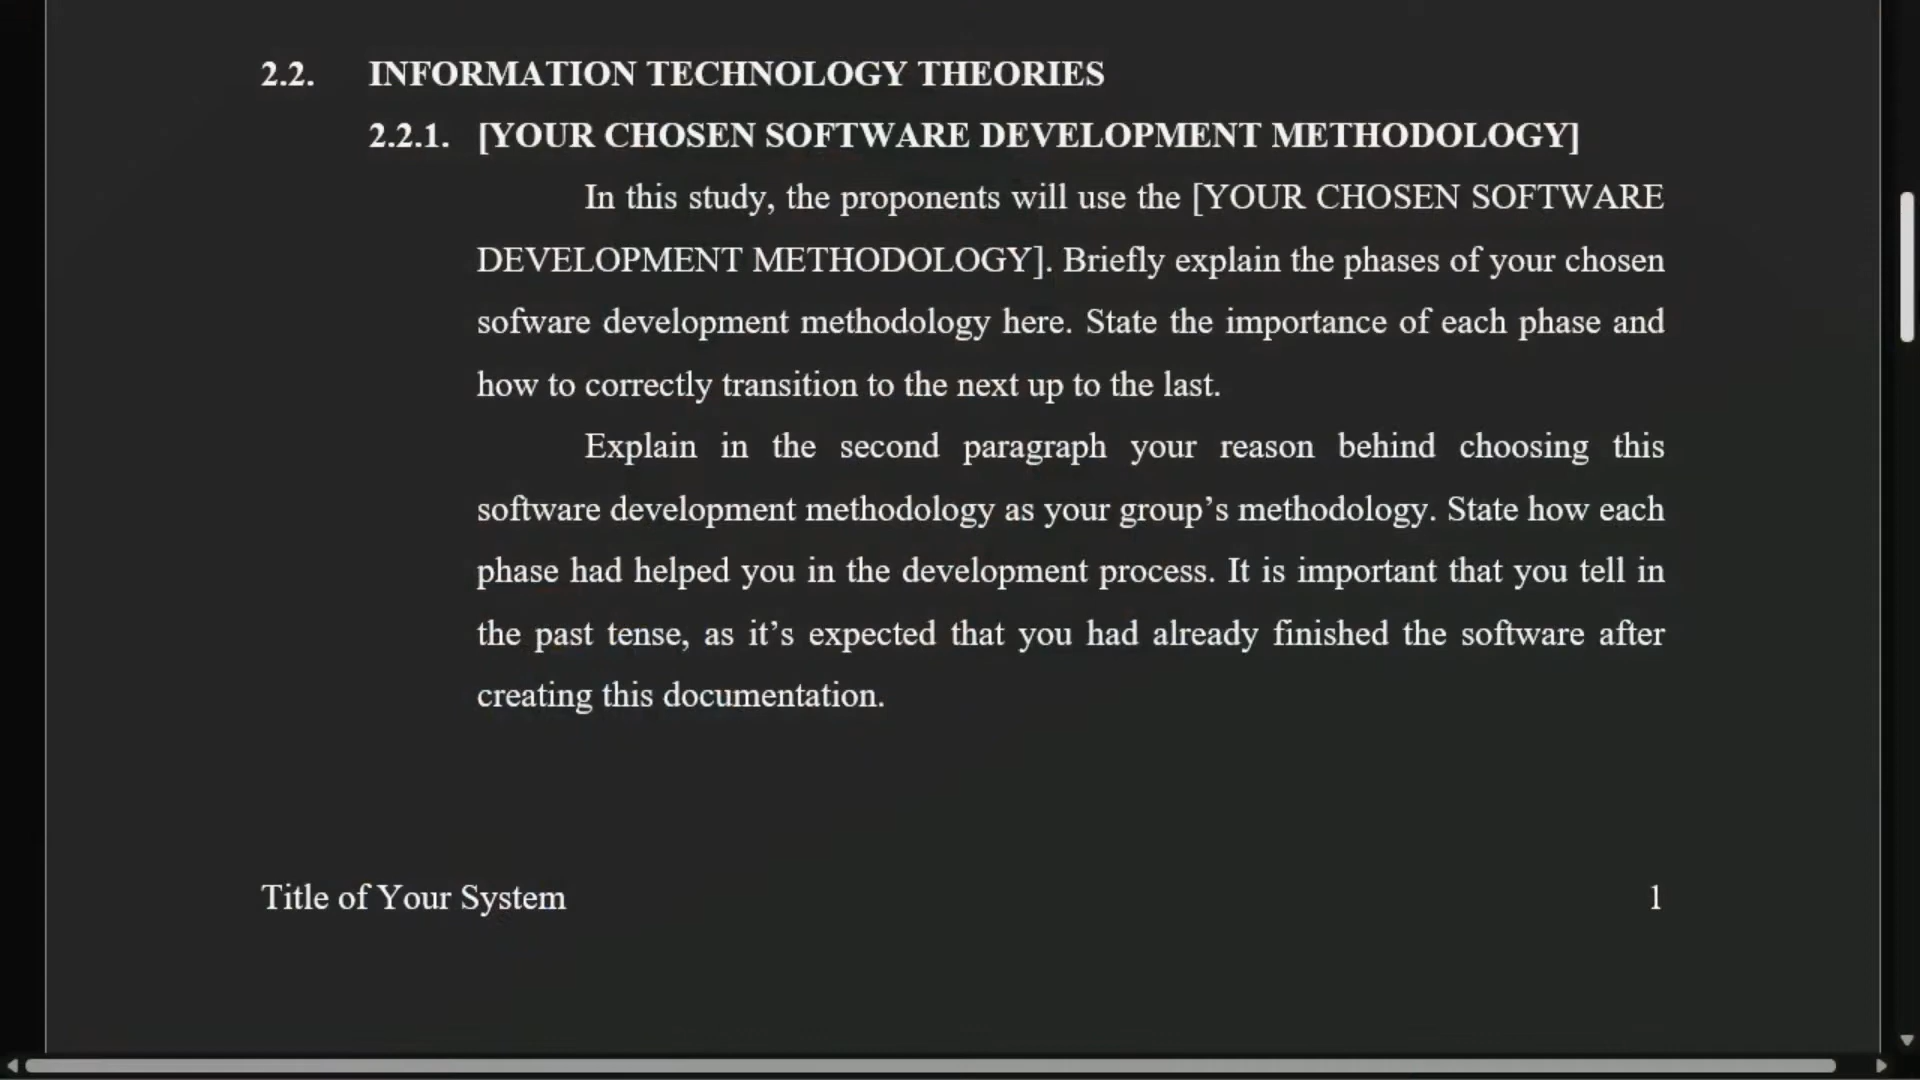 2.2. INFORMATION TECHNOLOGY THEORIES
2.2.1. [YOUR CHOSEN SOFTWARE DEVELOPMENT METHODOLOGY]
In this study, the proponents will use the [YOUR CHOSEN SOFTWARE
DEVELOPMENT METHODOLOGY]. Briefly explain the phases of your chosen
sofware development methodology here. State the importance of each phase and
how to correctly transition to the next up to the last.
Explain in the second paragraph your reason behind choosing this
software development methodology as your group’s methodology. State how each
phase had helped you in the development process. It is important that you tell in
the past tense, as it’s expected that you had already finished the software after
creating this documentation.
Title of Your System 1